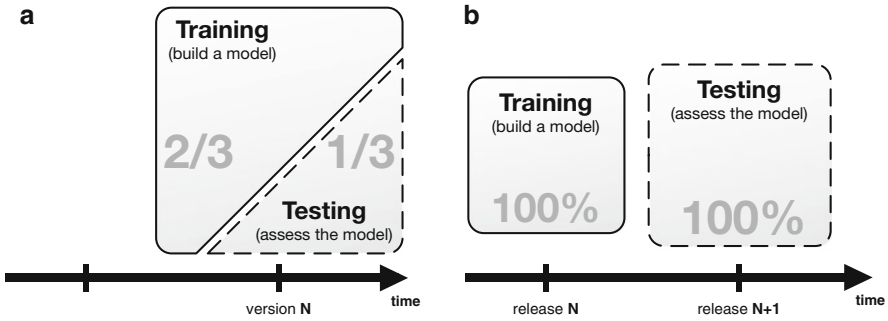 a
Training
(build a model)
2/3
1/3
Testing
(assess the model)
version N
time
b
Training
(build a model)
100%
Testing
(assess the model)
100%
release N
release N+1
time